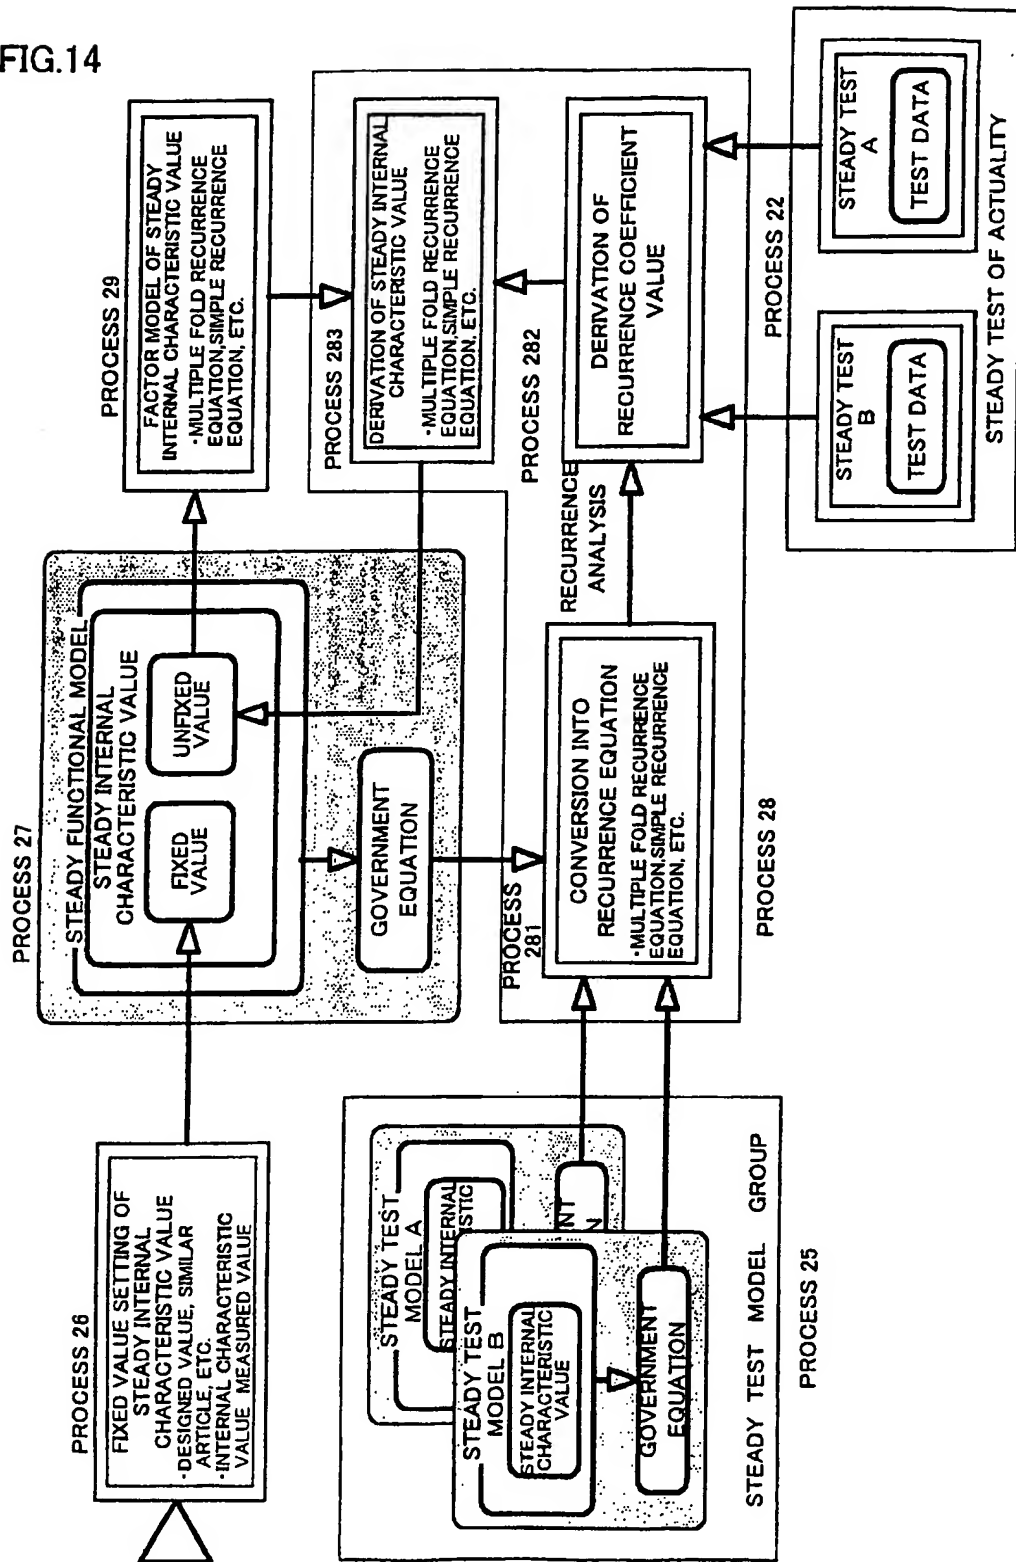 FIG.14
PROCESS 26
FIXED VALUE SETTING OF
STEADY INTERNAL
CHARACTERISTIC VALUE
·DESIGNED VALUE, SIMILAR
ARTICLE, ETC.
·INTERNAL CHARACTERISTIC
VALUE MEASURED VALUE
PROCESS 27
STEADY FUNCTIONAL MODEL
STEADY INTERNAL
CHARACTERISTIC VALUE
FIXED
VALUE
UNFIXED
VALUE
GOVERNMENT
EQUATION
PROCESS 29
FACTOR MODEL OF STEADY
INTERNAL CHARACTERISTIC VALUE
·MULTIPLE FOLD RECURRENCE
EQUATION,SIMPLE RECURRENCE
EQUATION, ETC.
PROCESS 283
DERIVATION OF STEADY INTERNAL
CHARACTERISTIC VALUE
·MULTIPLE FOLD RECURRENCE
EQUATION,SIMPLE RECURRENCE
EQUATION, ETC.
PROCESS 282
DERIVATION OF
RECURRENCE COEFFICIENT
VALUE
RECURRENCE
ANALYSIS
PROCESS
281
CONVERSION INTO
RECURRENCE EQUATION
·MULTIPLE FOLD RECURRENCE
EQUATION,SIMPLE RECURRENCE
EQUATION, ETC.
PROCESS 28
STEADY TEST
MODEL A
STEADY INTERNAL
ISTIC
NT
N
STEADY TEST
MODEL B
STEADY INTERNAL
CHARACTERISTIC
VALUE
GOVERNMENT
EQUATION
STEADY TEST MODEL GROUP
PROCESS 25
PROCESS 22
STEADY TEST
B
TEST DATA
STEADY TEST
A
TEST DATA
STEADY TEST OF ACTUALITY